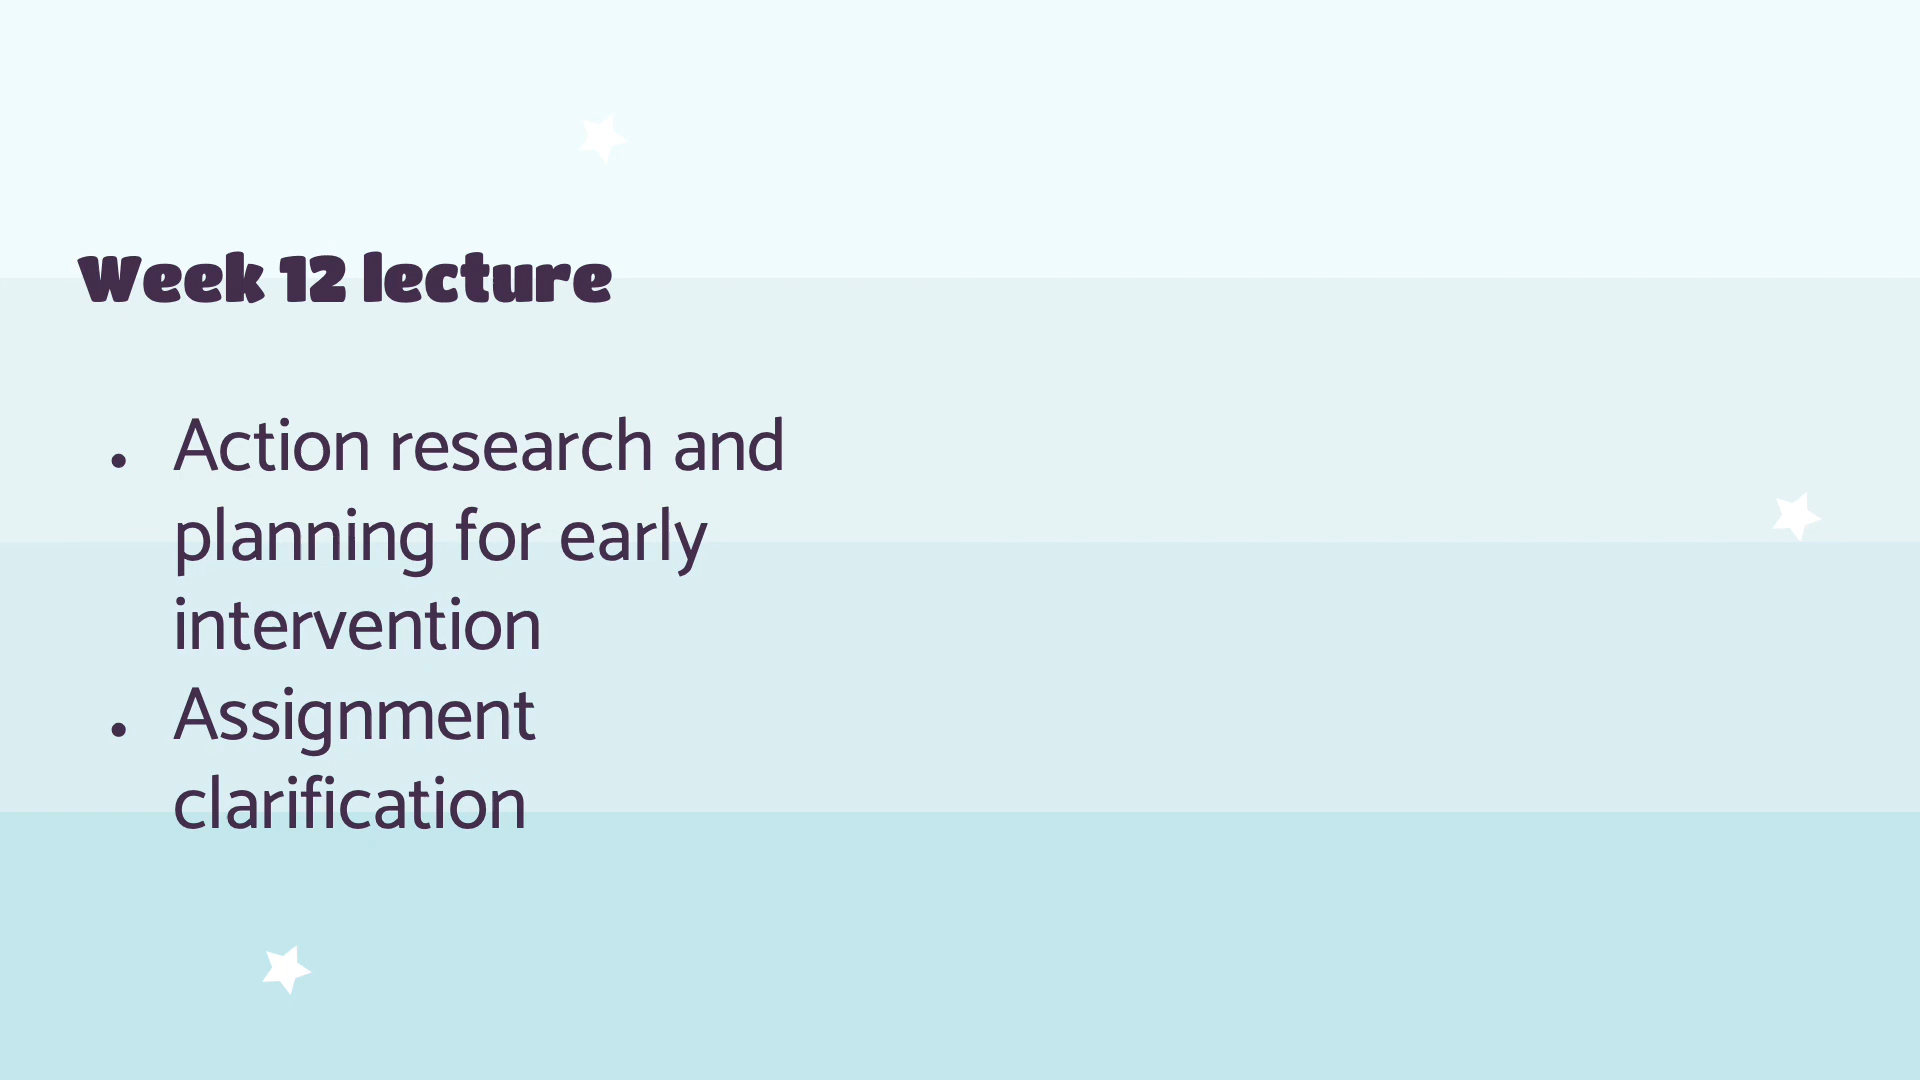 Week 12 lecture
• Action research and
planning for early
intervention
• Assignment
clarification